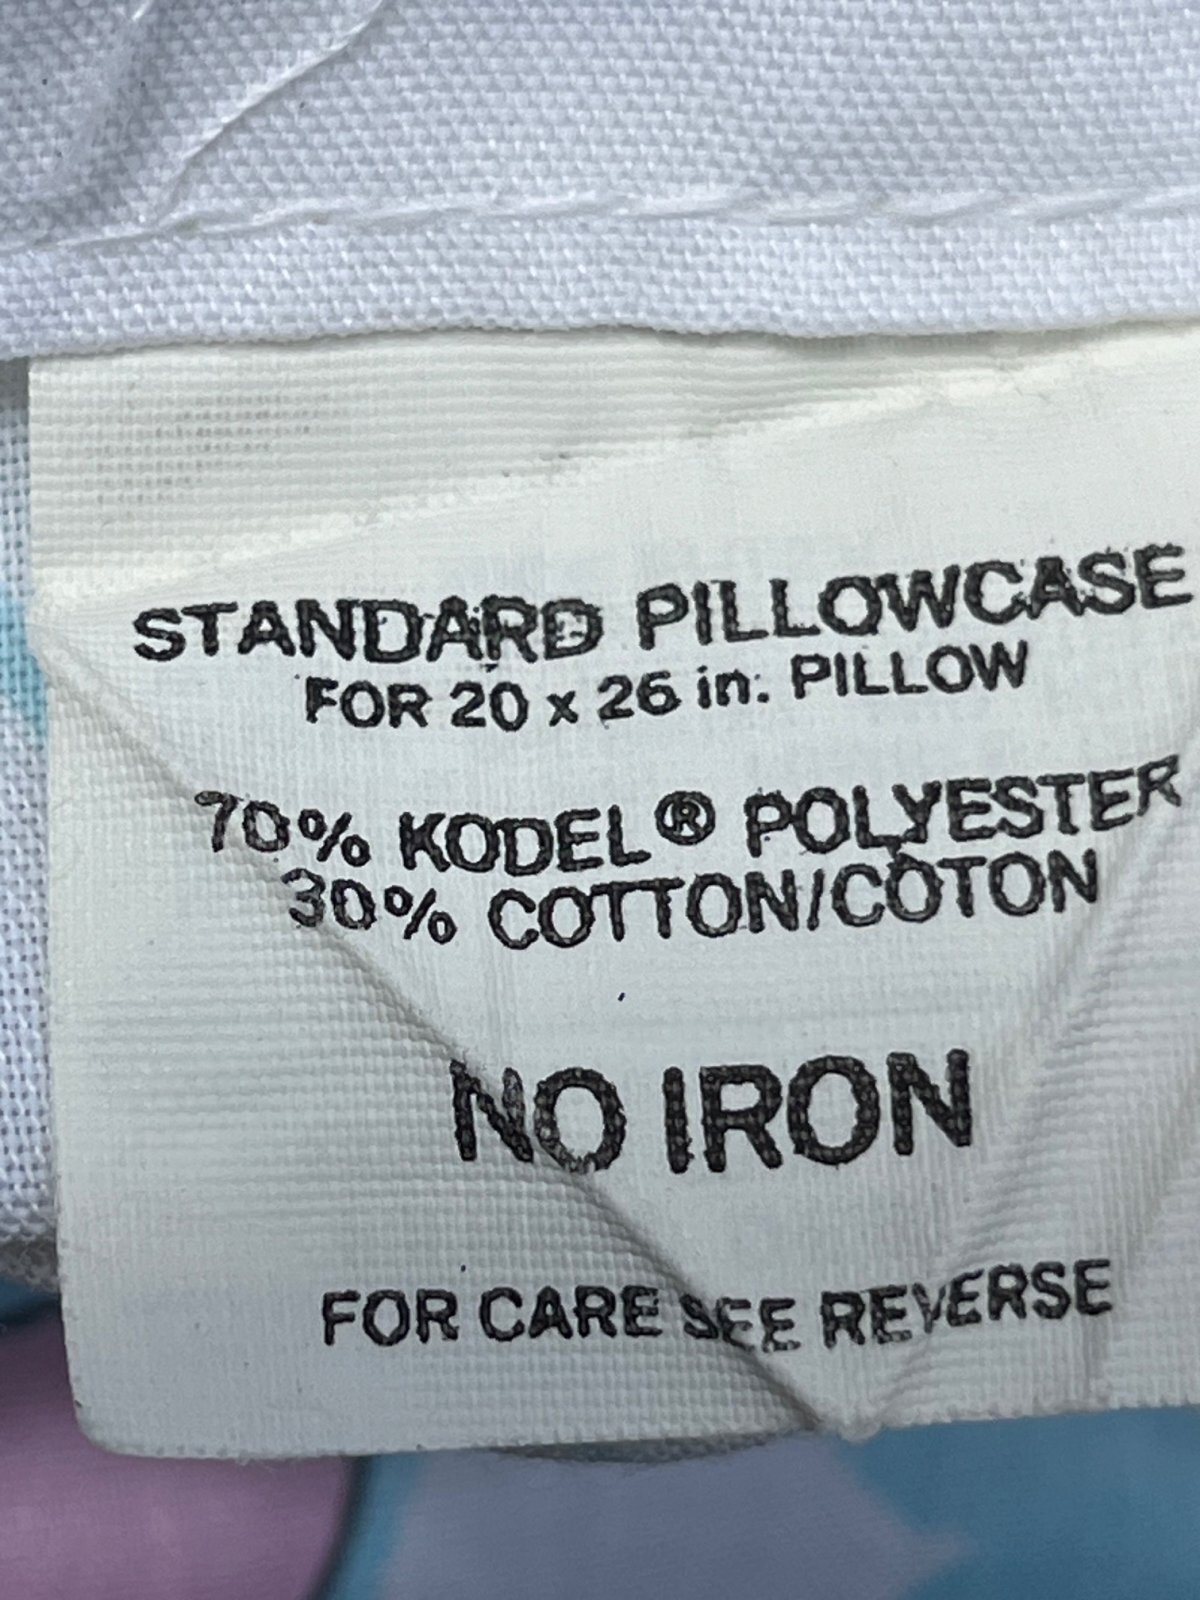 STANDARD PILLOWCASE
FOR 20 x 26 in. PILLOW
70% KODEL® POLYESTER
30% COTTON/COTON
NO IRON
FOR CARE SEE REVERSE